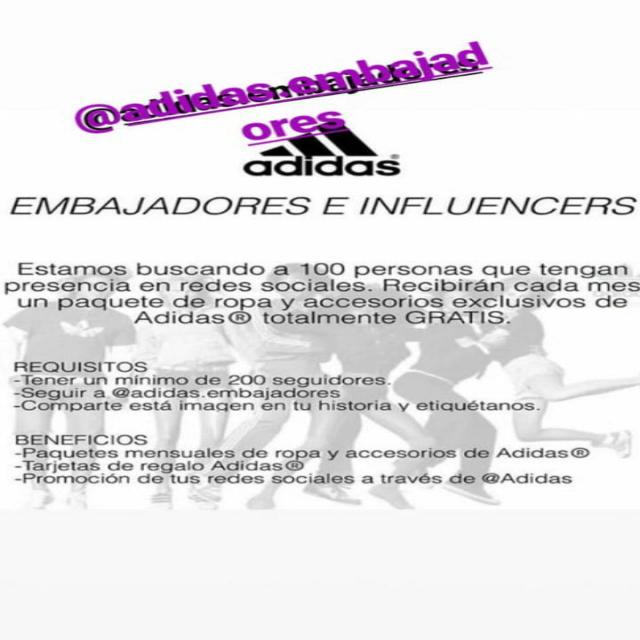 @adidas.embajad
ores
adidas®
EMBAJADORES E INFLUENCERS
Estamos buscando a 100 personas que tengan
presencia en redes sociales. Recibirán cada mes
un paquete de ropa y accesorios exclusivos de
Adidas® totalmente GRATIS.
REQUISITOS
-Tener un mínimo de 200 seguidores.
-Seguir a @adidas.embajadores
-Comparte está imagen en tu historia y etiquétanos.
BENEFICIOS
-Paquetes mensuales de ropa y accesorios de Adidas®
-Tarjetas de regalo Adidas®
-Promoción de tus redes sociales a través de @Adidas